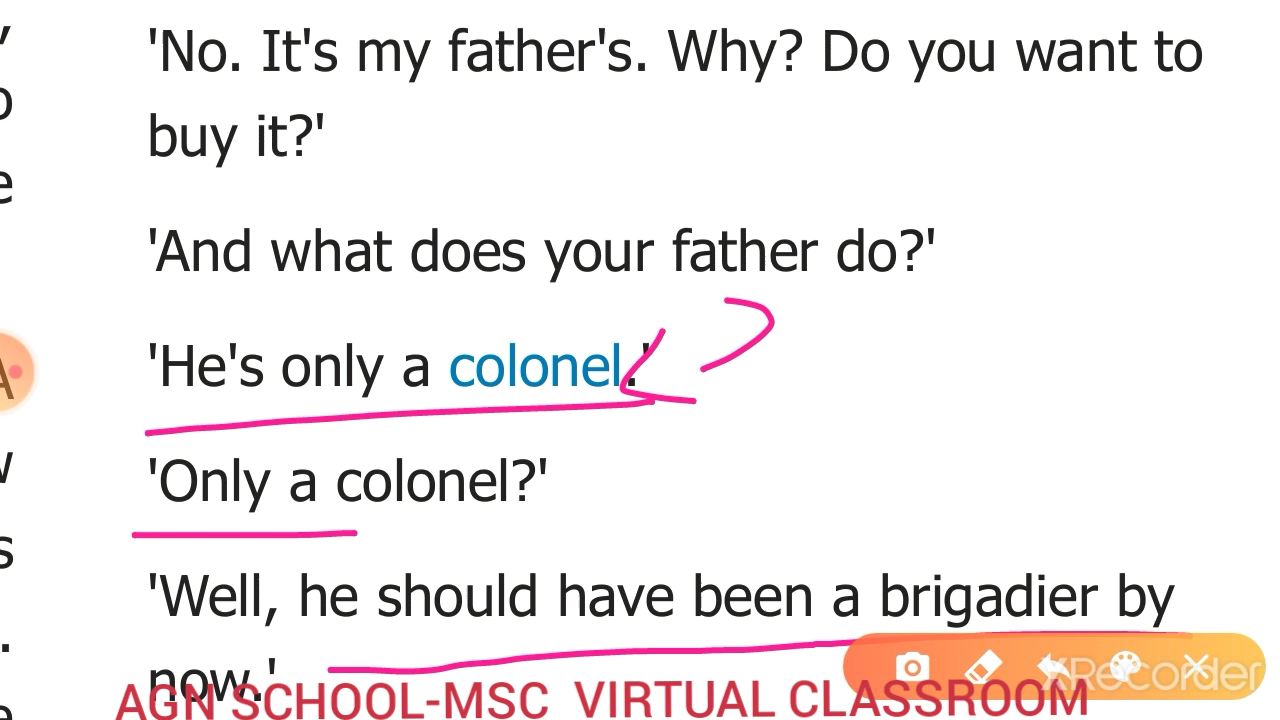 'No. It's my father's. Why? Do you want to
buy it?'
'And what does your father do?'
'He's only a colonel.'
'Only a colonel?'
'Well, he should have been a brigadier by
now.'
AGN SCHOOL-MSC VIRTUAL CLASSROOM
XRecorder